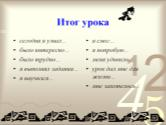 Итог урока
сегодня я узнал...
было интересно...
было трудно...
я выполнял задания...
я научился...
я смог...
я попробую...
меня удивило...
урок дал мне для жизни...
мне захотелось...